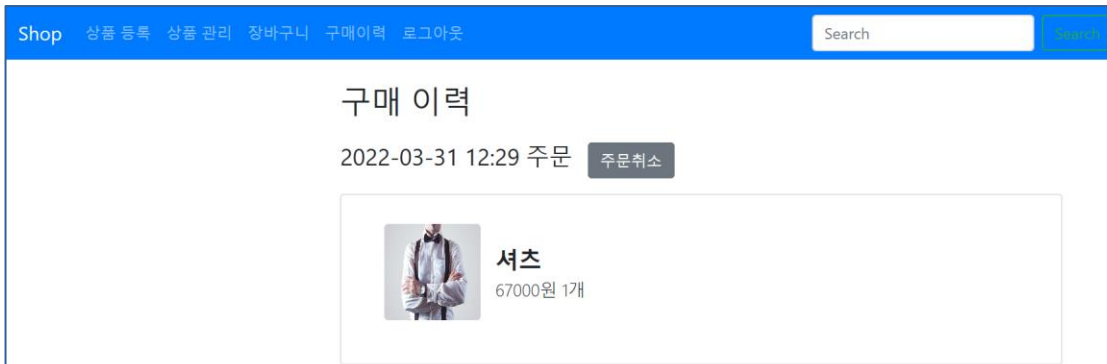 Shop 상품 등록 상품 관리 장바구니 구매이력 로그아웃 Search Search
구매 이력
2022-03-31 12:29 주문 주문취소
셔츠
67000원 1개